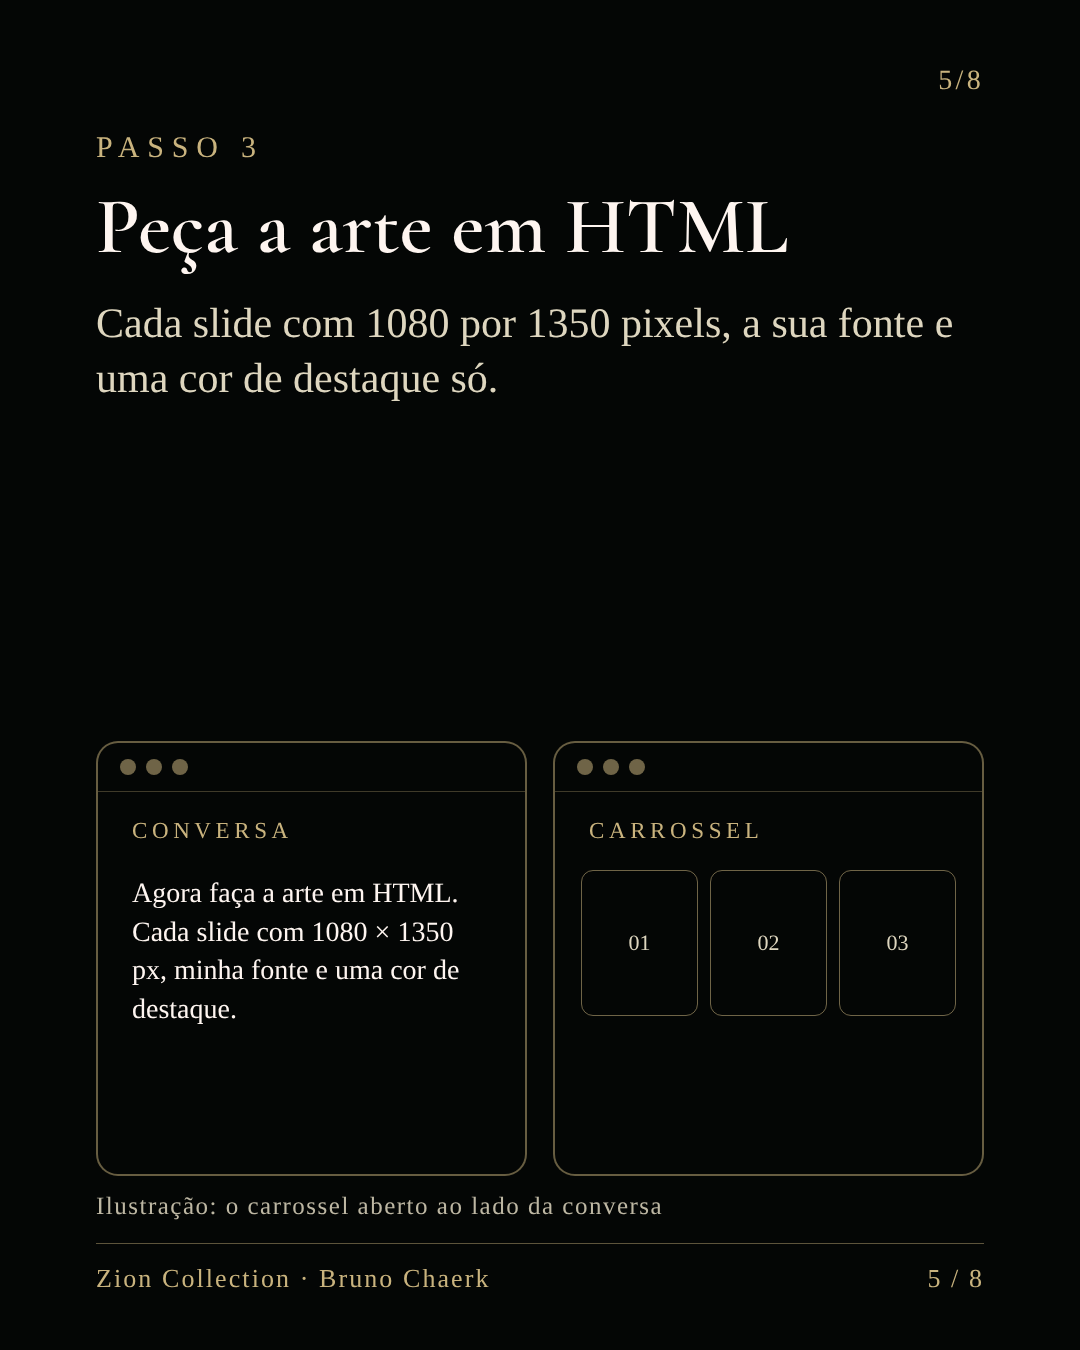 5/8
PASSO 3
Peça a arte em HTML
Cada slide com 1080 por 1350 pixels, a sua fonte e
uma cor de destaque só.
CONVERSA
Agora faça a arte em HTML.
Cada slide com 1080 × 1350
px, minha fonte e uma cor de
destaque.
CARROSSEL
01
02
03
Ilustração: o carrossel aberto ao lado da conversa
Zion Collection · Bruno Chaerk
5 / 8